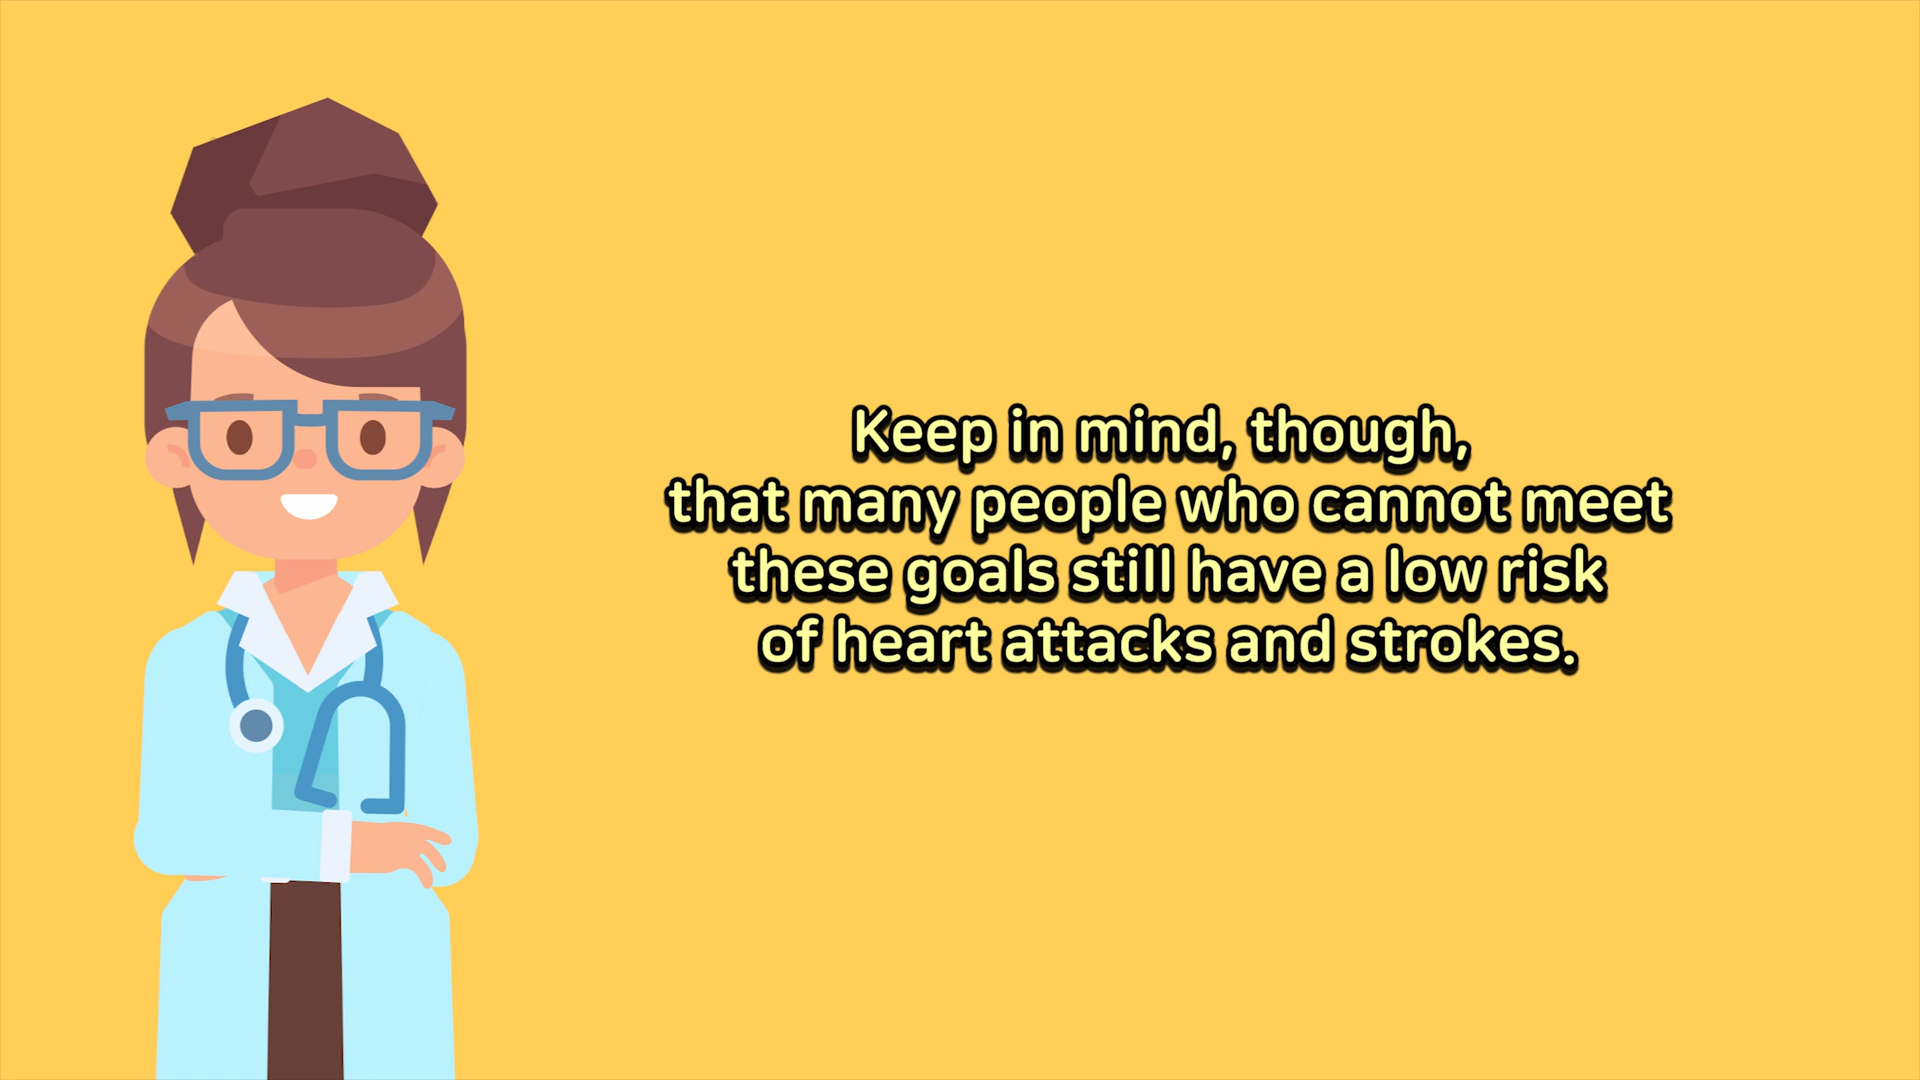 Keep in mind, though,
that many people who cannot meet
these goals still have a low risk
of heart attacks and strokes.